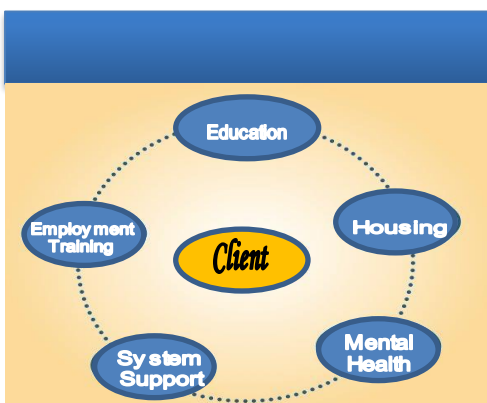 Education
Housing
Mental
Health
System
Support
Employment
Training
Client